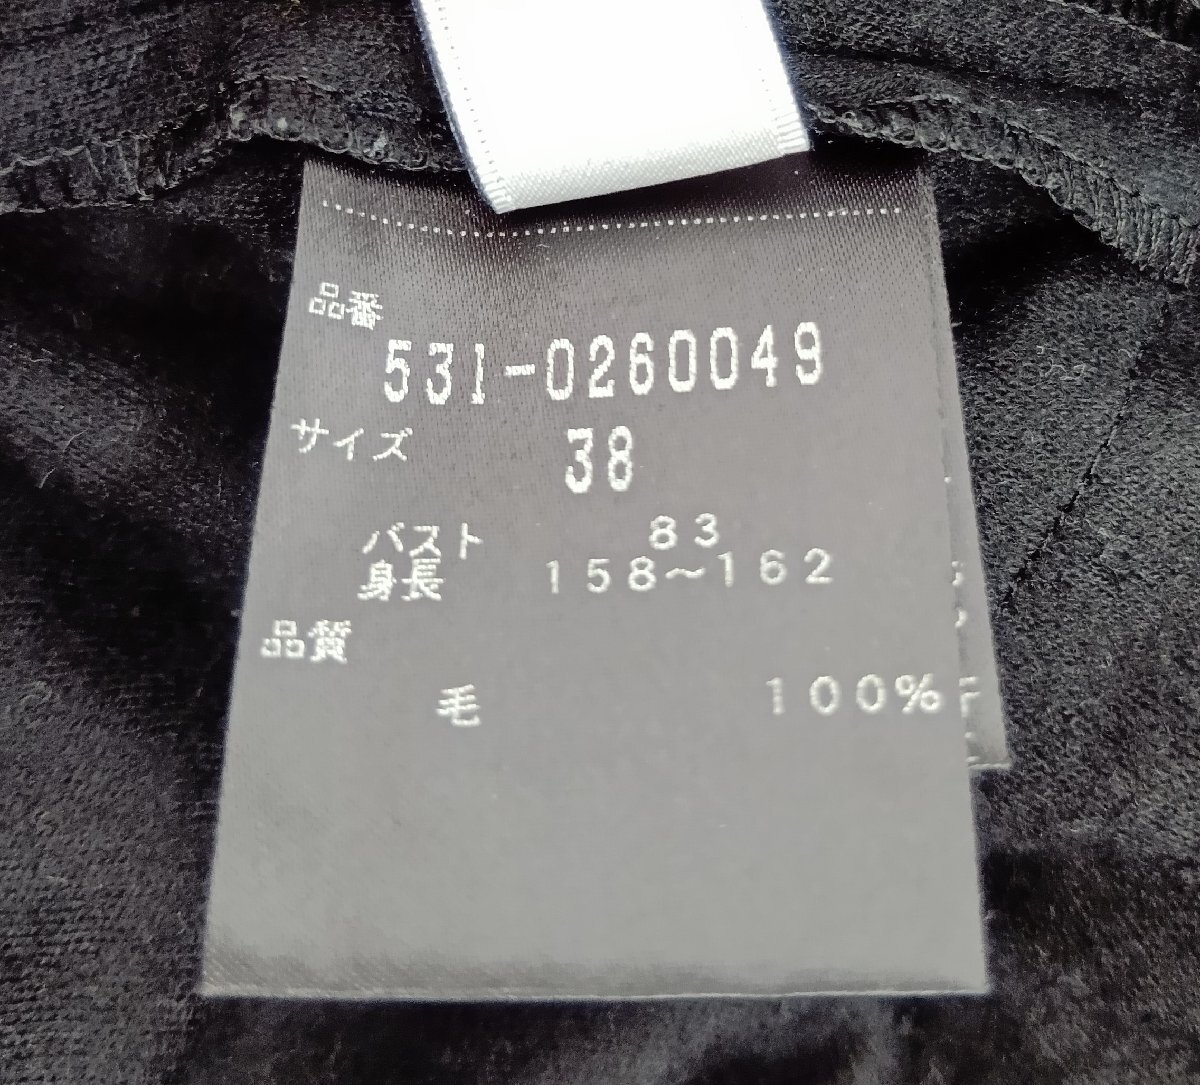 品番
531-0260049
サイズ 38
バスト 83
身長 158〜162
品質
毛 100%